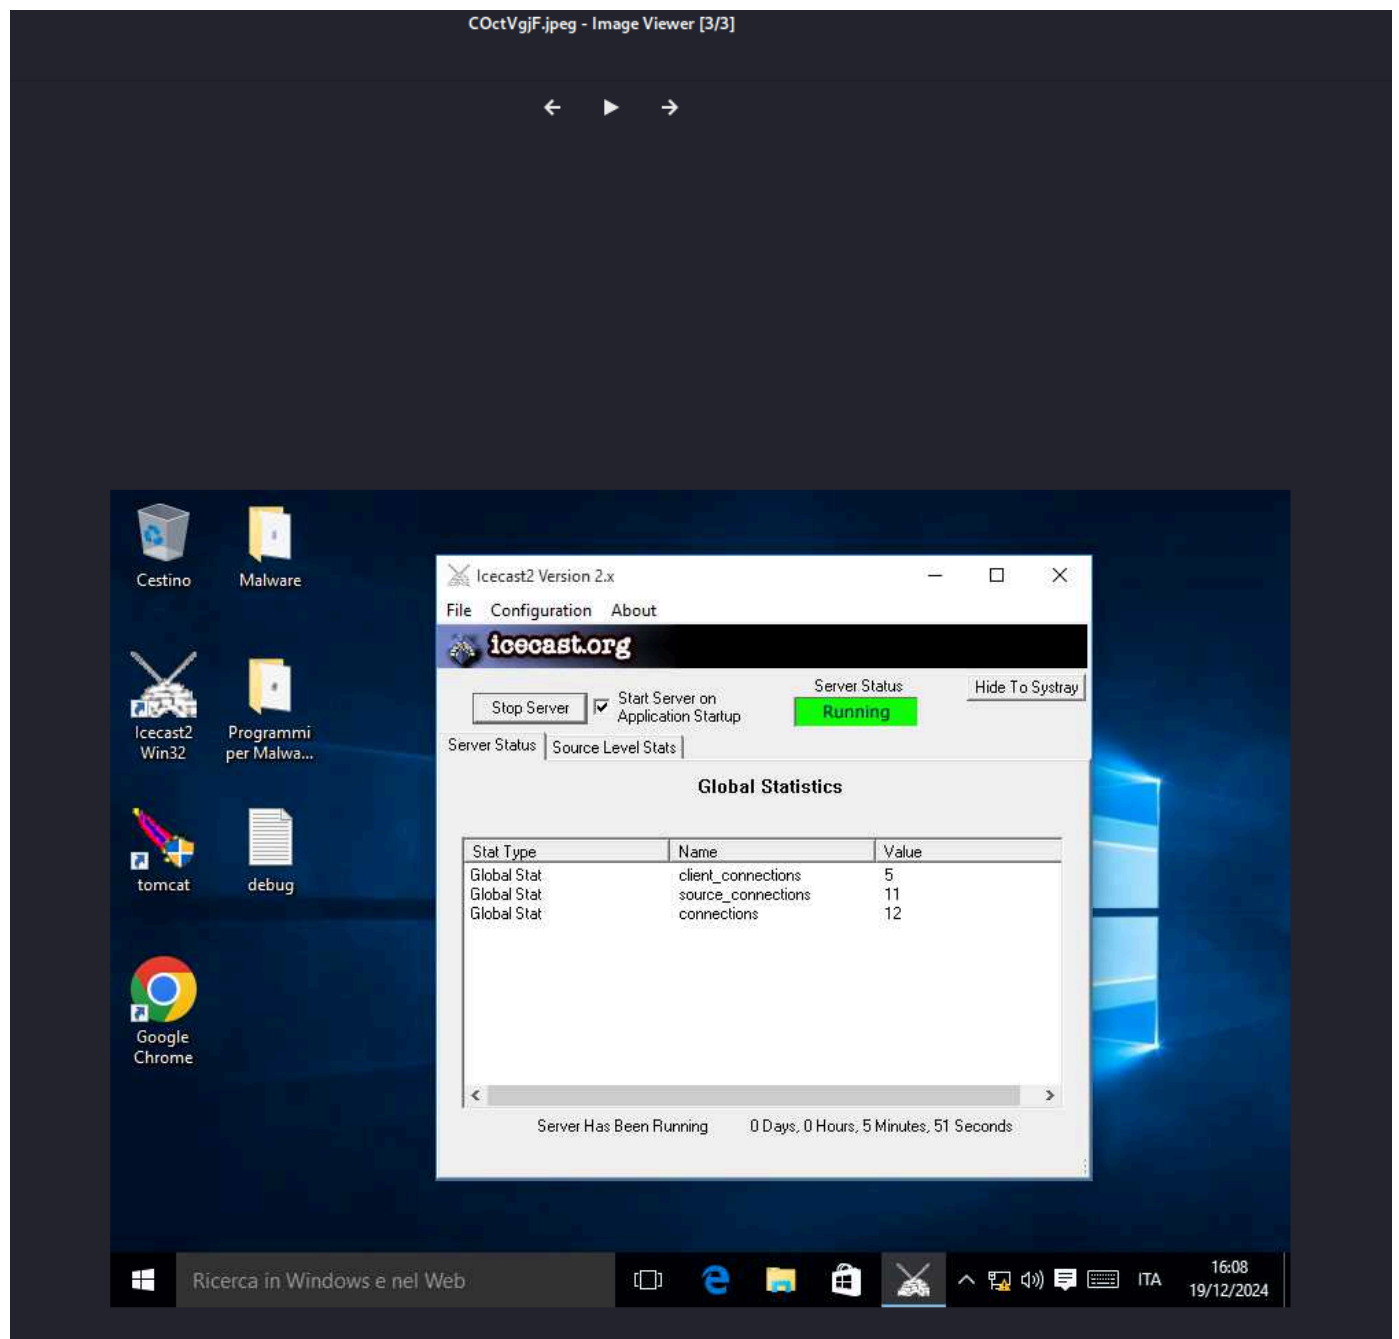 COctVgjF.jpeg - Image Viewer [3/3]
Cestino
Malware
Icecast2
Win32
Programmi
per Malwa...
tomcat
debug
Google
Chrome
Icecast2 Version 2.x
File Configuration About
icecast.org
Stop Server
Start Server on
Application Startup
Server Status
Running
Hide To Systray
Server Status Source Level Stats
Global Statistics
Stat Type Name Value
Global Stat client_connections 5
Global Stat source_connections 11
Global Stat connections 12
Server Has Been Running 0 Days, 0 Hours, 5 Minutes, 51 Seconds
Ricerca in Windows e nel Web
ITA
16:08
19/12/2024